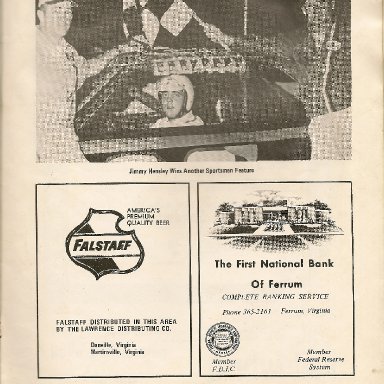 Jimmy Hensley Wins Another Sportsman Feature
AMERICA'S
PREMIUM
QUALITY BEER
FALSTAFF
FALSTAFF DISTRIBUTED IN THIS AREA
BY THE LAWRENCE DISTRIBUTING CO.
Danville, Virginia
Martinsville, Virginia
The First National Bank
Of Ferrum
COMPLETE BANKING SERVICE
Phone 365-2163 Ferrum, Virginia
Member
F.D.I.C
Member
Federal Reserve
System